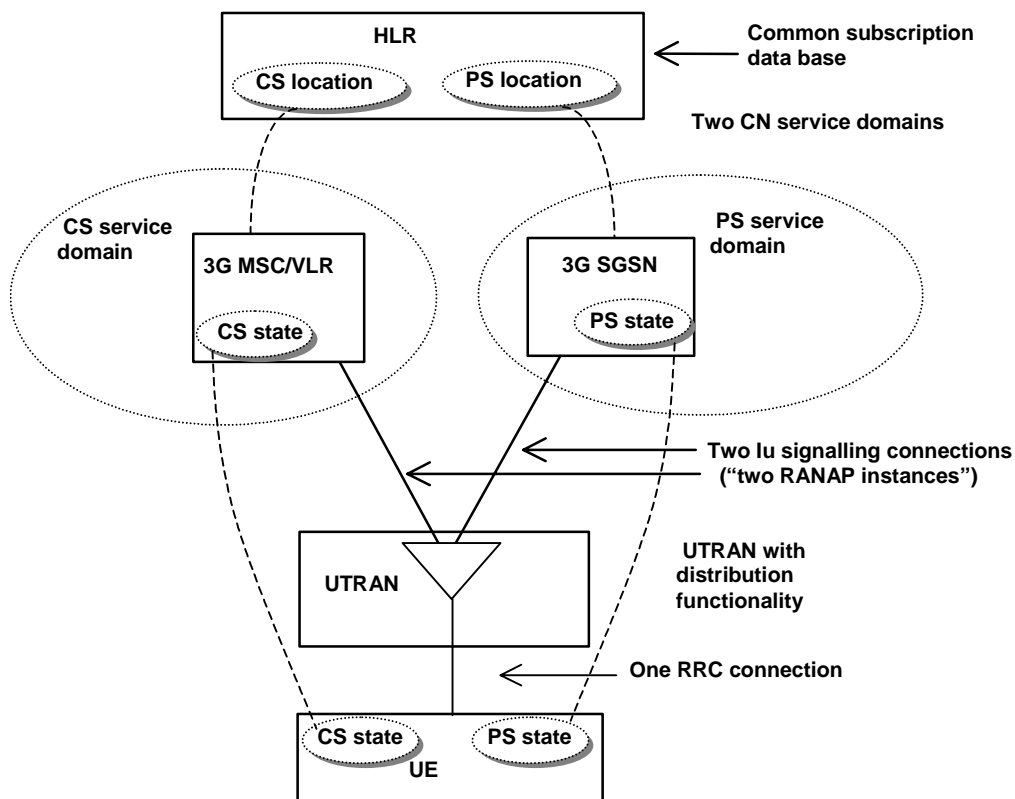 HLR
Common subscription
data base
CS location
PS location
Two CN service domains
CS service
domain
PS service
domain
3G MSC/VLR
3G SGSN
CS state
PS state
Two Iu signalling connections
(“two RANAP instances”)
UTRAN
UTRAN with
distribution
functionality
One RRC connection
CS state
PS state
UE